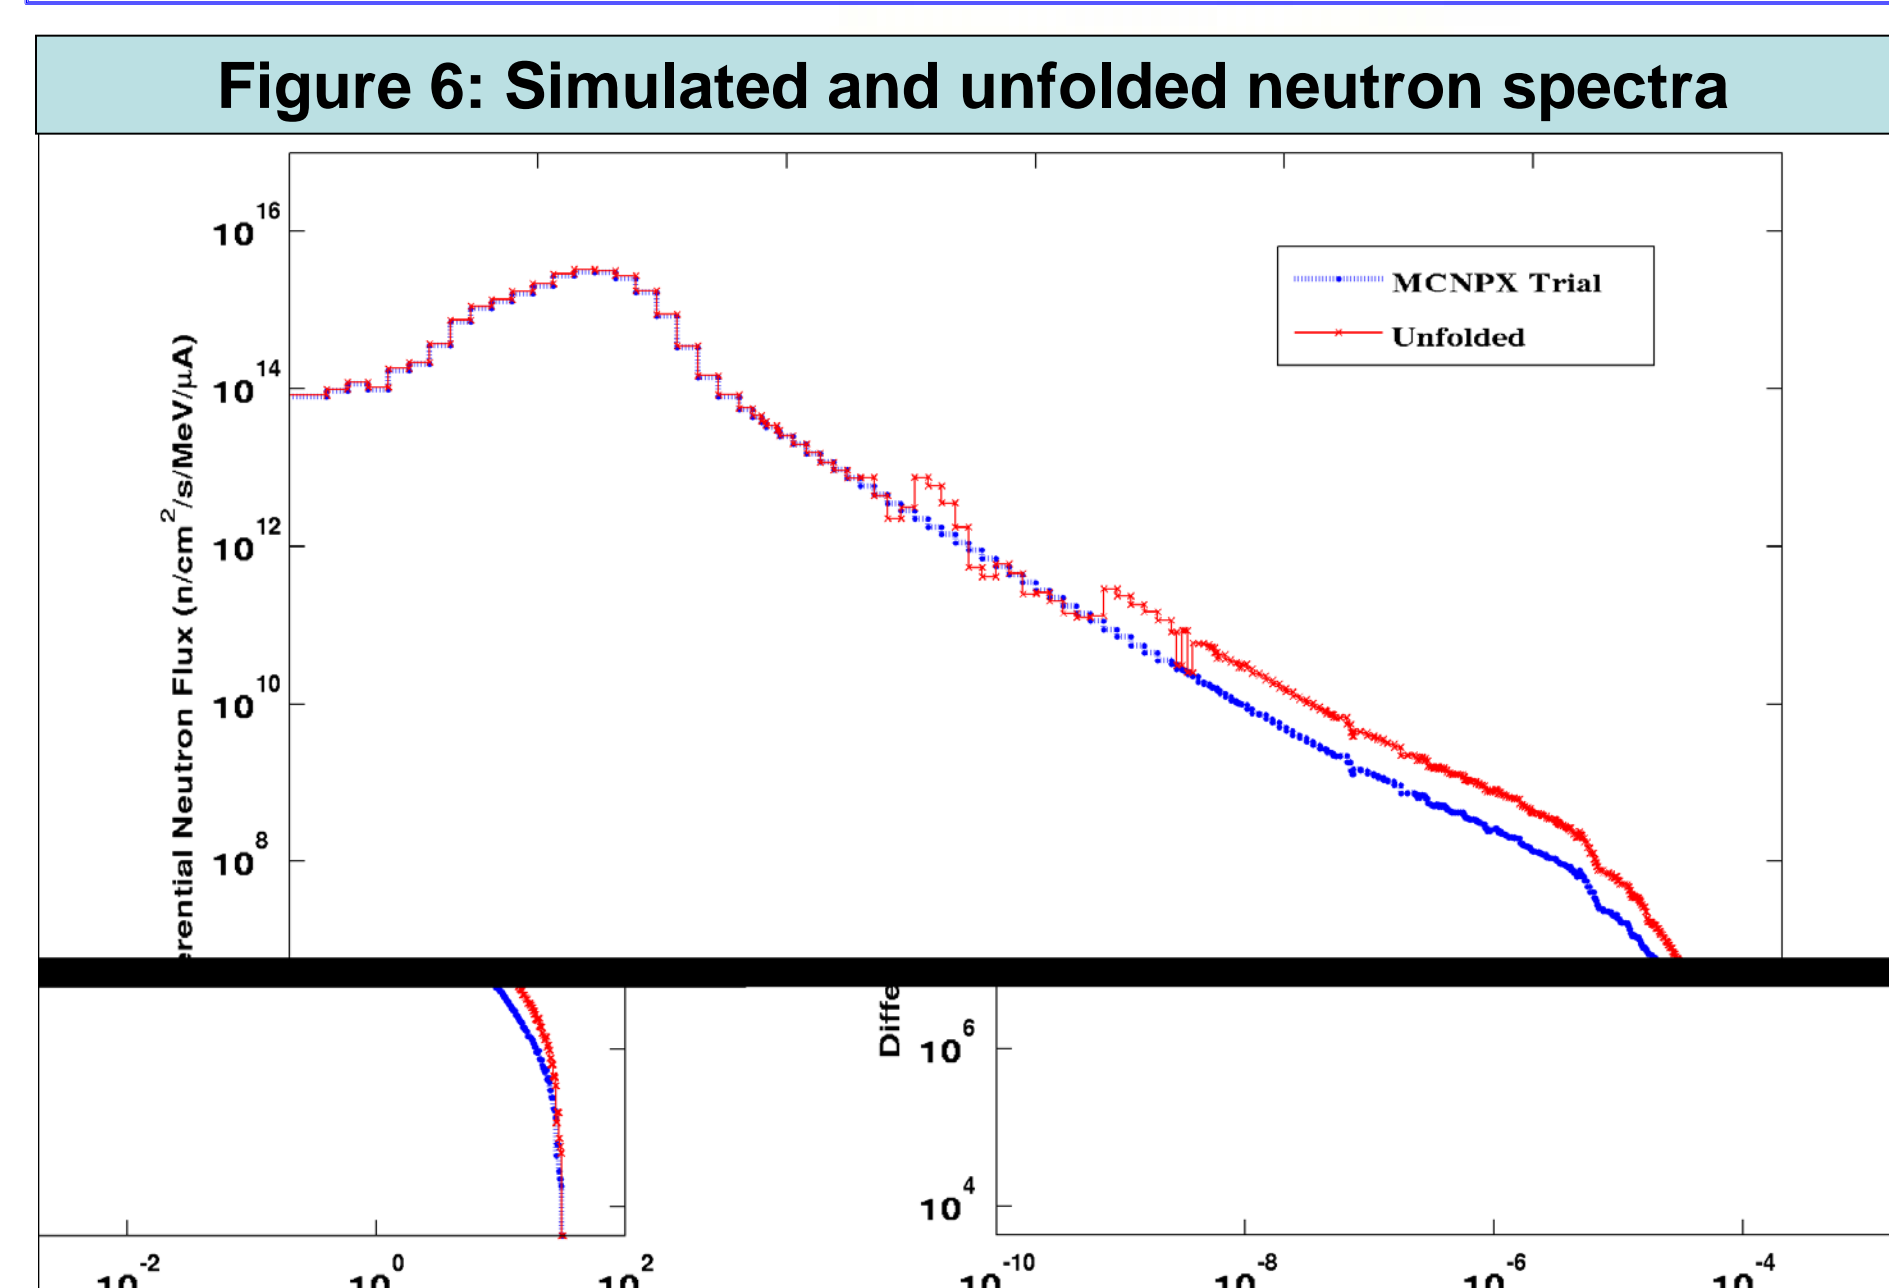 Figure 6: Simulated and unfolded neutron spectra
10^16
10^14
10^12
10^10
10^8
erential Neutron Flux (n/cm^2/s/MeV/μA)
MCNPX Trial
Unfolded
Diffe
10^6
10^4
10^-2
10^0
10^2
10^-10
10^-8
10^-6
10^-4